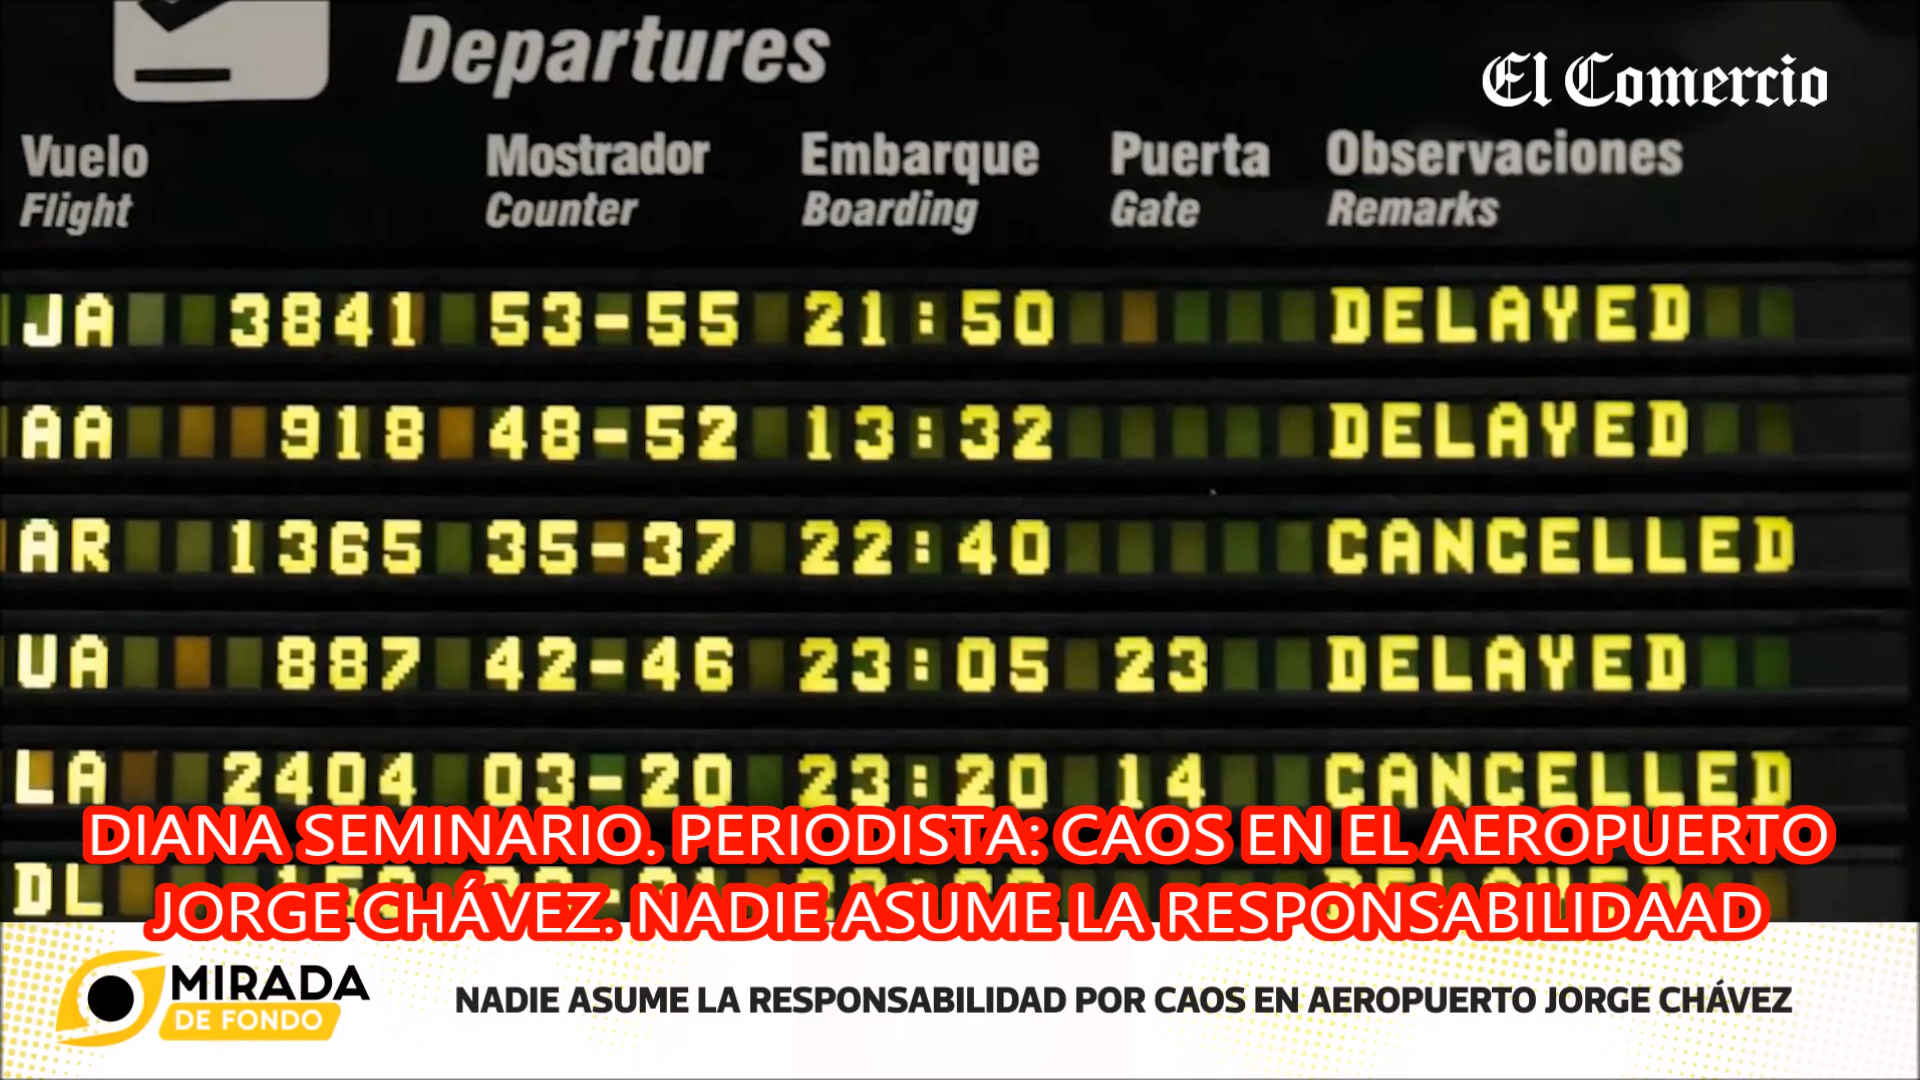 Departures
El Comercio
Vuelo Mostrador Embarque Puerta Observaciones
Flight Counter Boarding Gate Remarks
JA 3841 53-55 21:50 DELAYED
AA 918 48-52 13:32 DELAYED
AR 1365 35-37 22:40 CANCELLED
UA 887 42-46 23:05 23 DELAYED
LA 2404 03-20 23:20 14 CANCELLED
DL DELAYED
DIANA SEMINARIO. PERIODISTA: CAOS EN EL AEROPUERTO
JORGE CHÁVEZ. NADIE ASUME LA RESPONSABILIDAAD
MIRADA
DE FONDO
NADIE ASUME LA RESPONSABILIDAD POR CAOS EN AEROPUERTO JORGE CHÁVEZ